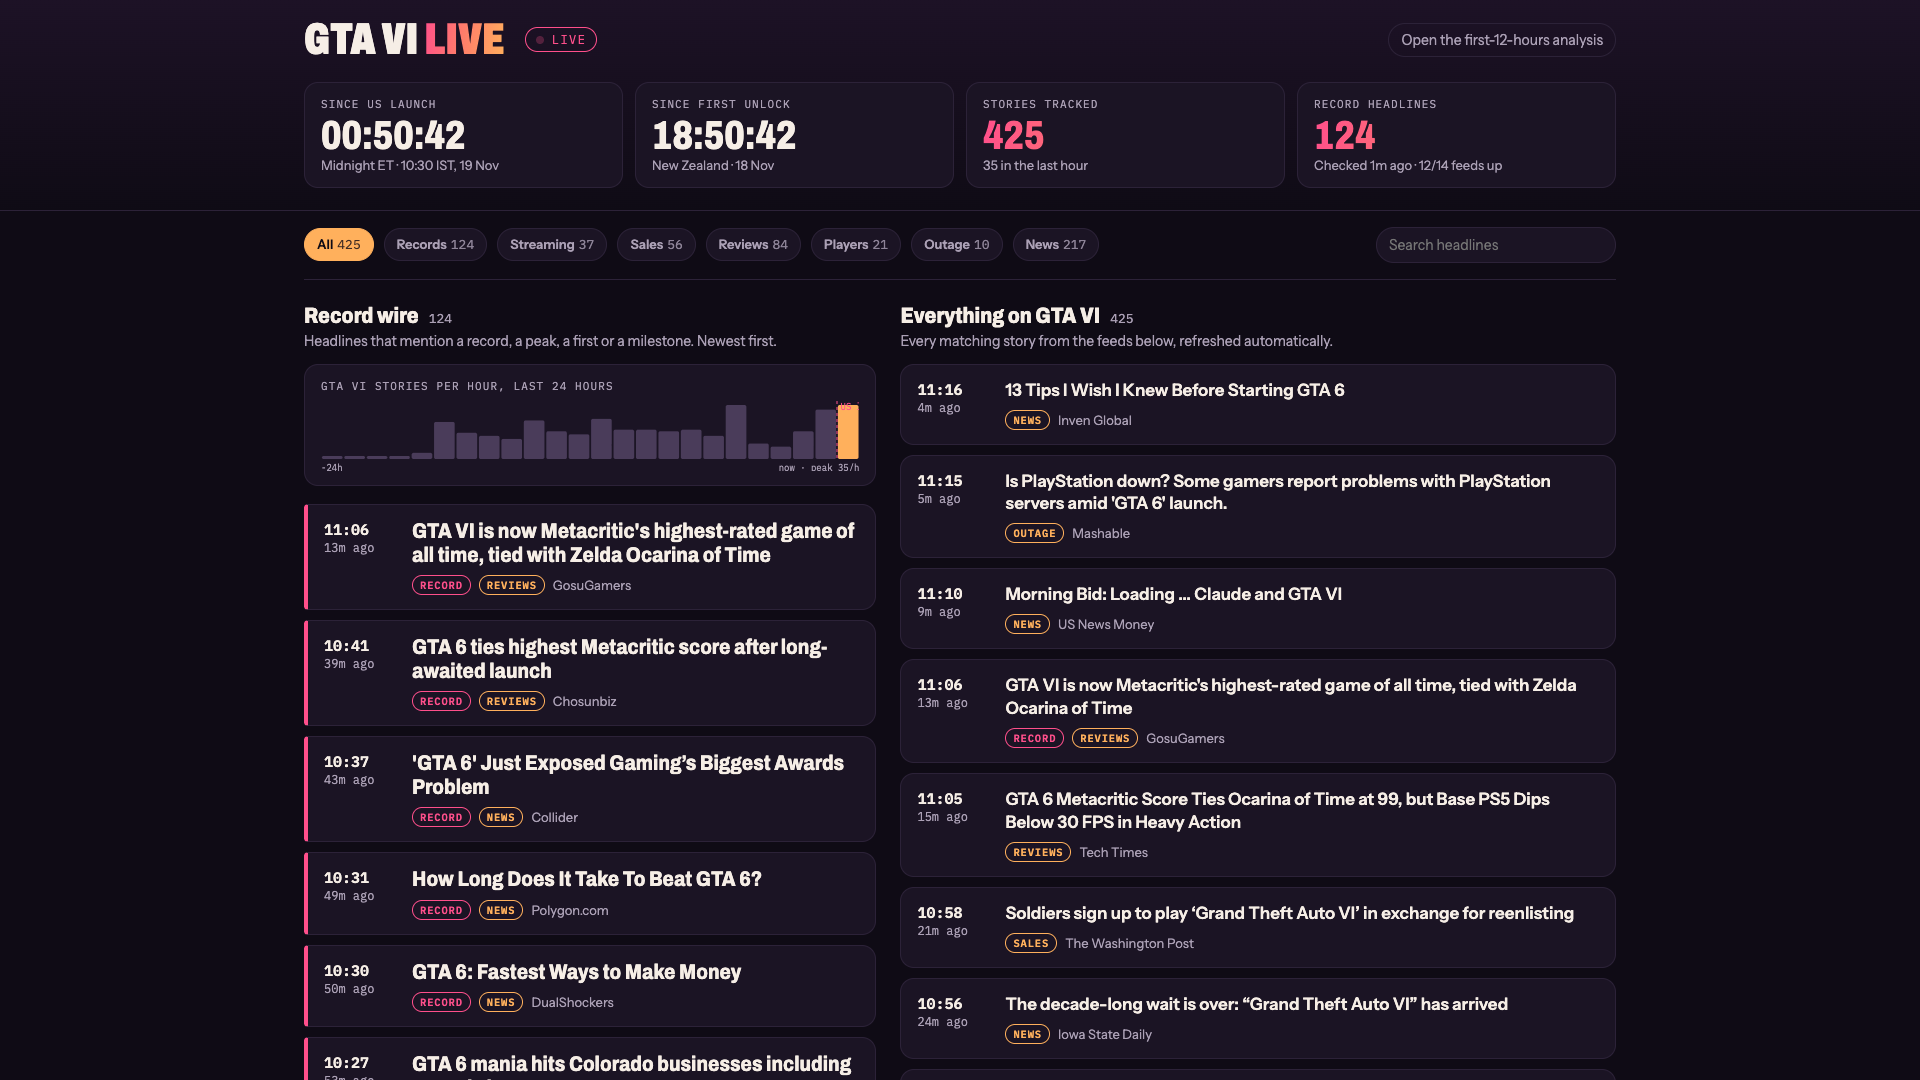 GTA VI LIVE
LIVE
Open the first-12-hours analysis
SINCE US LAUNCH
00:50:42
Midnight ET · 10:30 IST, 19 Nov
SINCE FIRST UNLOCK
18:50:42
New Zealand · 18 Nov
STORIES TRACKED
425
35 in the last hour
RECORD HEADLINES
124
Checked 1m ago · 12/14 feeds up
All 425
Records 124
Streaming 37
Sales 56
Reviews 84
Players 21
Outage 10
News 217
Search headlines
Record wire 124
Headlines that mention a record, a peak, a first or a milestone. Newest first.
GTA VI STORIES PER HOUR, LAST 24 HOURS
US
-24h
now · peak 35/h
11:06
13m ago
GTA VI is now Metacritic's highest-rated game of
all time, tied with Zelda Ocarina of Time
RECORD REVIEWS GosuGamers
10:41
39m ago
GTA 6 ties highest Metacritic score after long-
awaited launch
RECORD REVIEWS Chosunbiz
10:37
43m ago
'GTA 6' Just Exposed Gaming’s Biggest Awards
Problem
RECORD NEWS Collider
10:31
49m ago
How Long Does It Take To Beat GTA 6?
RECORD NEWS Polygon.com
10:30
50m ago
GTA 6: Fastest Ways to Make Money
RECORD NEWS DualShockers
10:27
GTA 6 mania hits Colorado businesses including
Everything on GTA VI 425
Every matching story from the feeds below, refreshed automatically.
11:16
4m ago
13 Tips I Wish I Knew Before Starting GTA 6
NEWS Inven Global
11:15
5m ago
Is PlayStation down? Some gamers report problems with PlayStation
servers amid 'GTA 6' launch.
OUTAGE Mashable
11:10
9m ago
Morning Bid: Loading ... Claude and GTA VI
NEWS US News Money
11:06
13m ago
GTA VI is now Metacritic's highest-rated game of all time, tied with Zelda
Ocarina of Time
RECORD REVIEWS GosuGamers
11:05
15m ago
GTA 6 Metacritic Score Ties Ocarina of Time at 99, but Base PS5 Dips
Below 30 FPS in Heavy Action
REVIEWS Tech Times
10:58
21m ago
Soldiers sign up to play ‘Grand Theft Auto VI’ in exchange for reenlisting
SALES The Washington Post
10:56
24m ago
The decade-long wait is over: “Grand Theft Auto VI” has arrived
NEWS Iowa State Daily